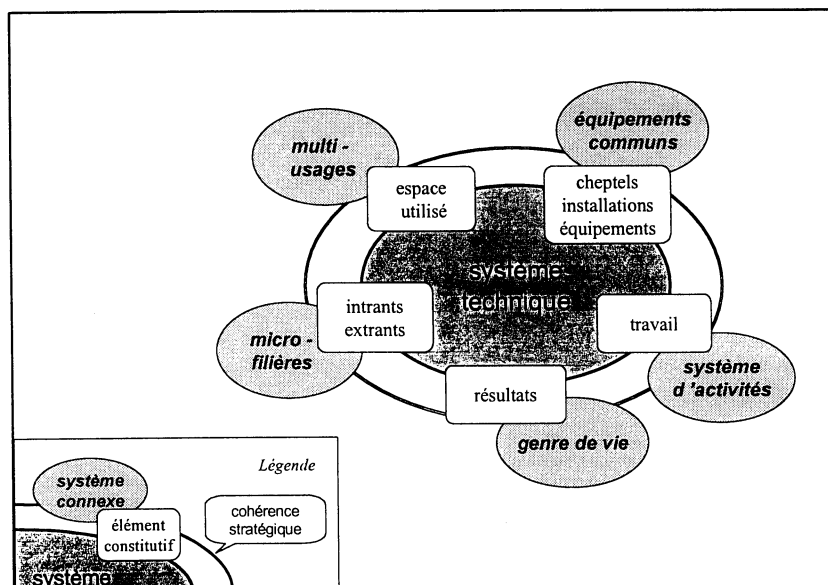 équipements
communs
multi -
usages
espace
utilisé
cheptels
installations
équipements
système
technique
intrants
extrants
travail
micro -
filières
système
d 'activités
résultats
genre de vie
Légende
système
connexe
élément
constitutif
cohérence
stratégique
système